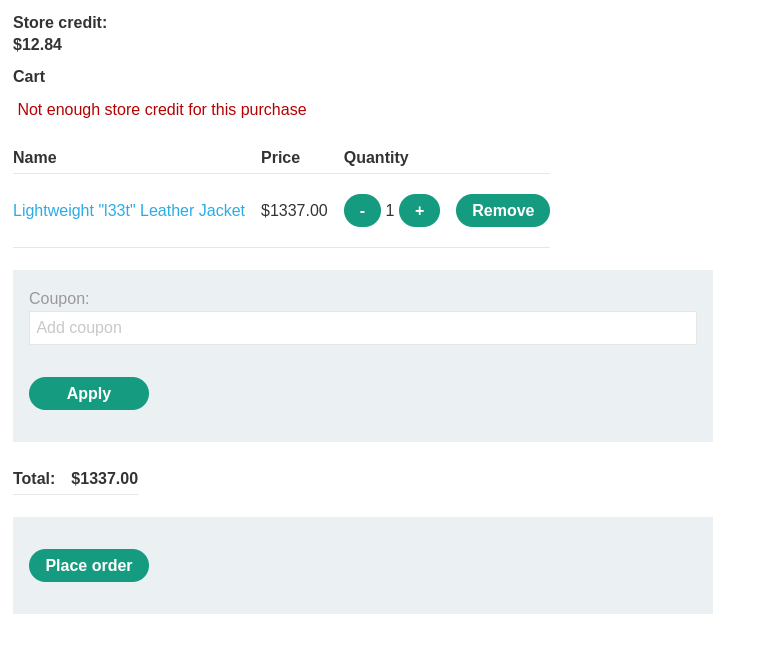 Store credit:
$12.84
Cart
Not enough store credit for this purchase
Name Price Quantity
Lightweight "l33t" Leather Jacket $1337.00 - 1 + Remove
Coupon:
Add coupon
Apply
Total: $1337.00
Place order